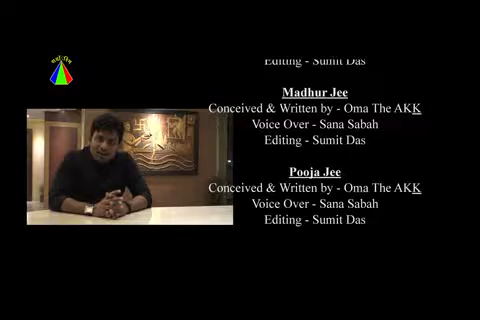 Editing - Sumit Das
Madhur Jee
Conceived & Written by - Oma The AKK
Voice Over - Sana Sabah
Editing - Sumit Das
Pooja Jee
Conceived & Written by - Oma The AKK
Voice Over - Sana Sabah
Editing - Sumit Das